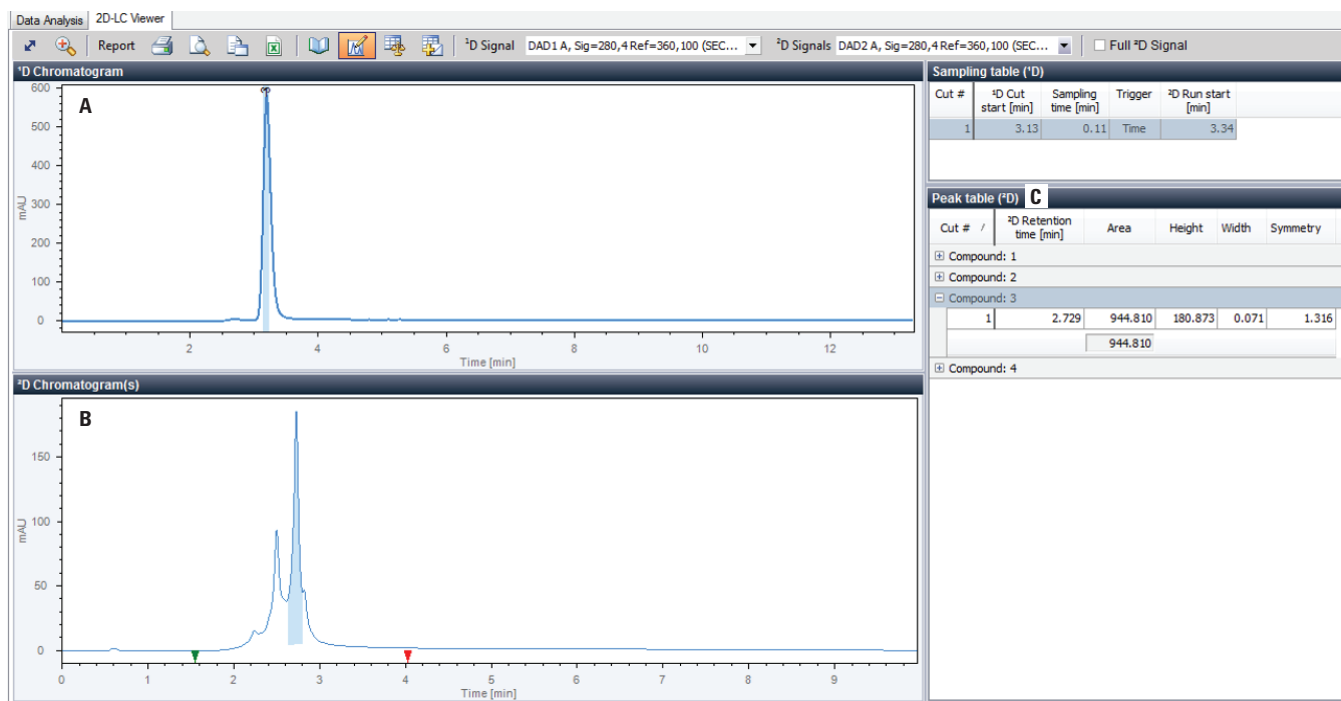 Data Analysis 2D-LC Viewer
Report ¹D Signal DAD1 A, Sig=280,4 Ref=360,100 (SEC... ²D Signals DAD2 A, Sig=280,4 Ref=360,100 (SEC... Full ²D Signal
¹D Chromatogram
A
600
500
400
300
200
100
0
mAU
2 4 6 8 10 12
Time [min]
²D Chromatogram(s)
B
150
100
50
0
mAU
0 1 2 3 4 5 6 7 8 9
Time [min]
Sampling table (¹D)
Cut # ²D Cut start [min] Sampling time [min] Trigger ²D Run start [min]
1 3.13 0.11 Time 3.34
Peak table (²D) C
Cut # / ²D Retention time [min] Area Height Width Symmetry
Compound: 1
Compound: 2
Compound: 3
1 2.729 944.810 180.873 0.071 1.316
944.810
Compound: 4